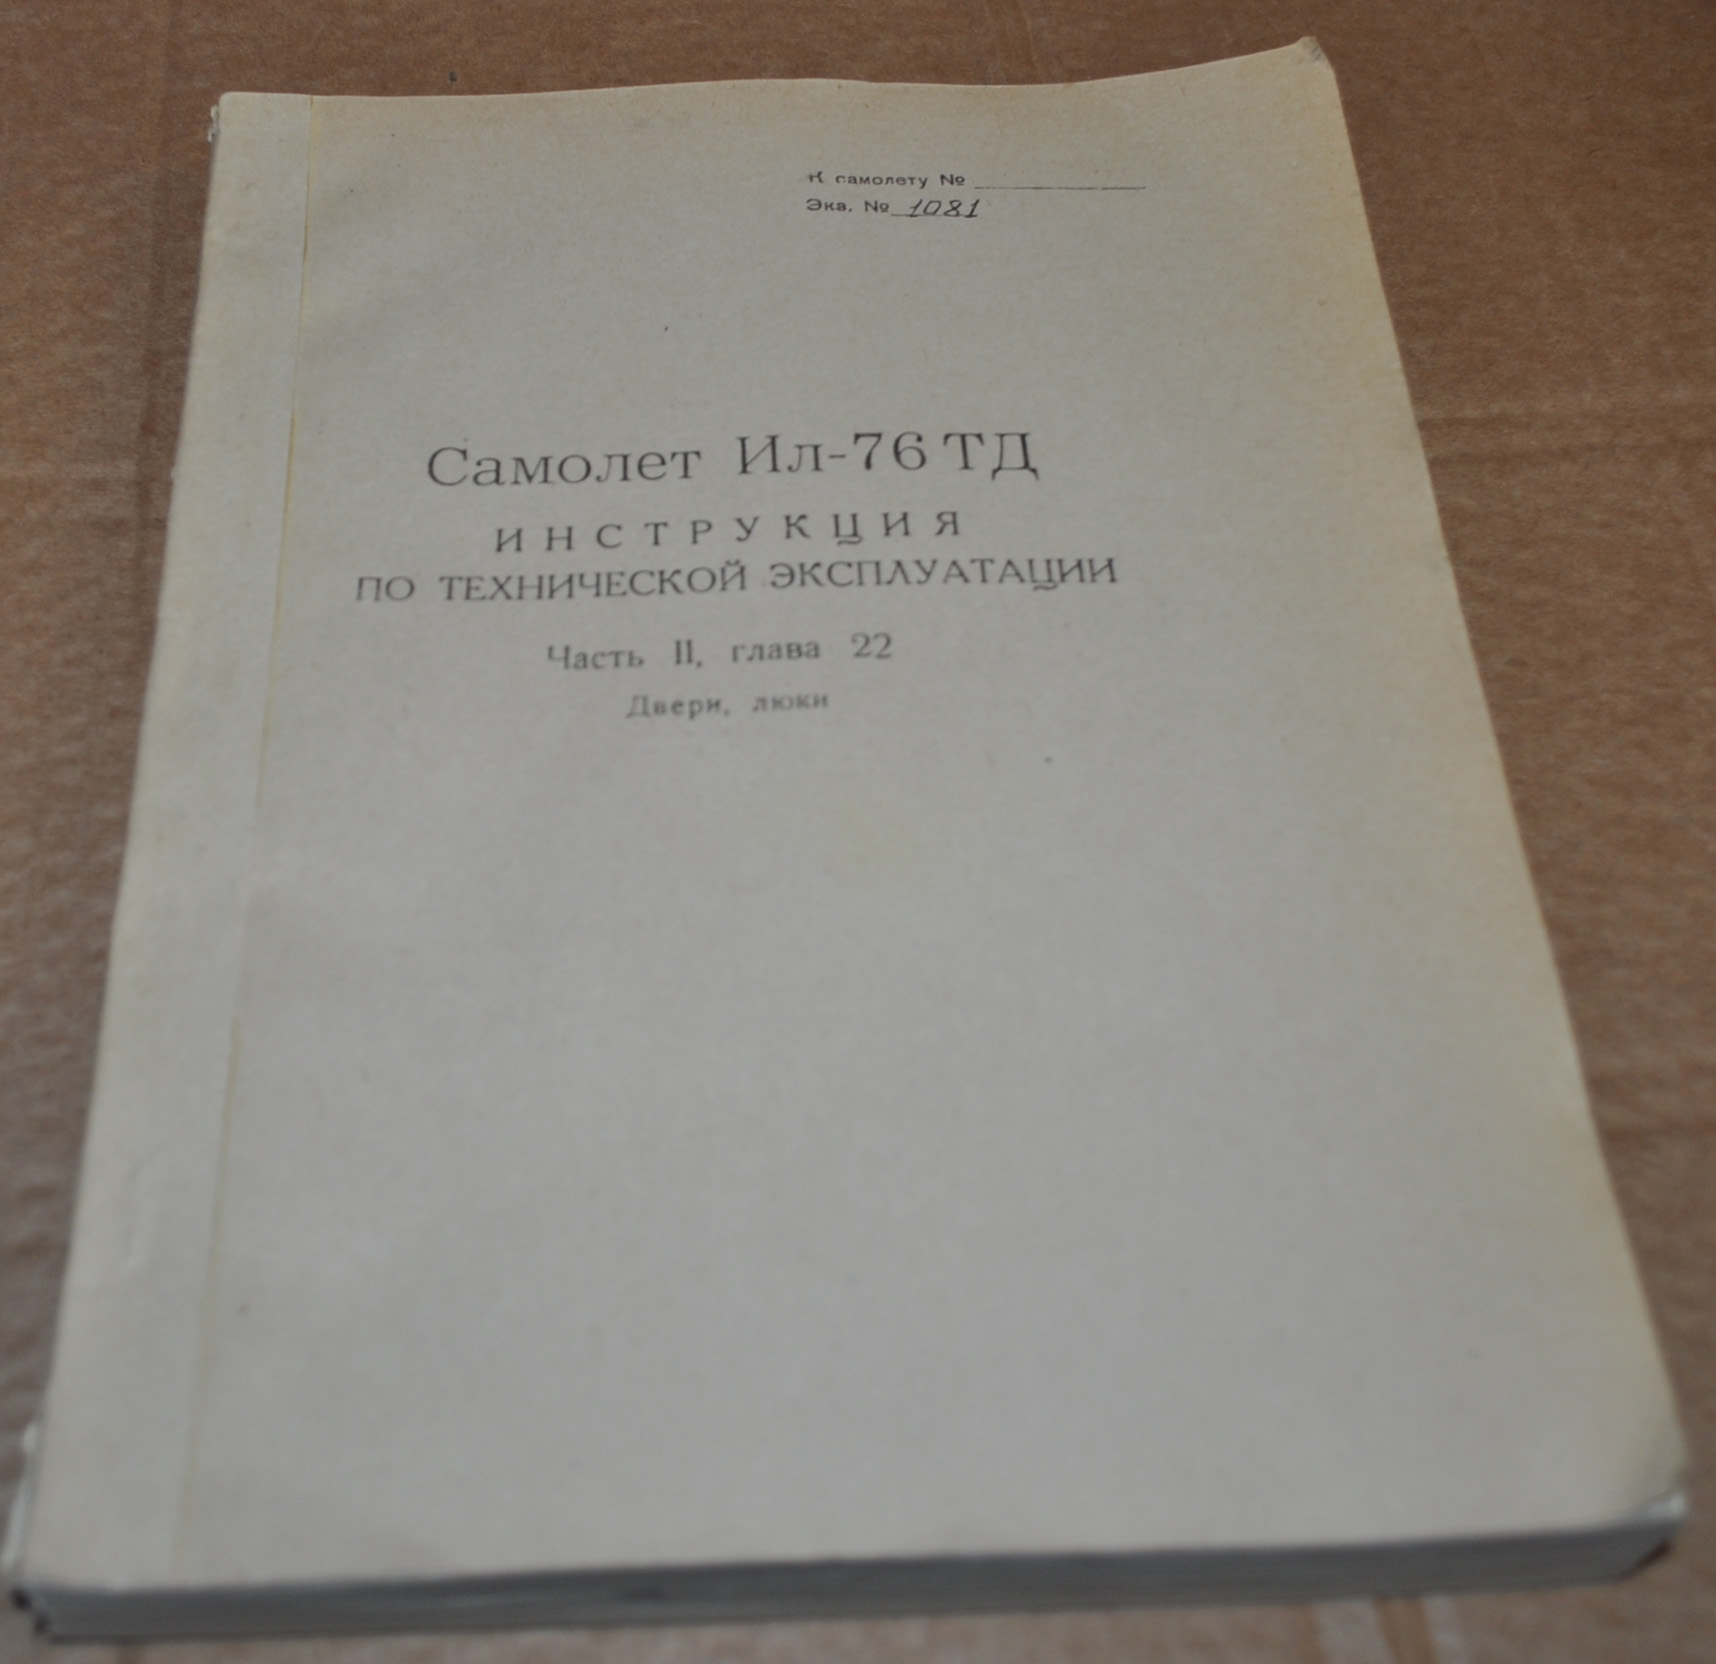 К самолету №
Экз. № 1081
Самолет Ил-76ТД
ИНСТРУКЦИЯ
ПО ТЕХНИЧЕСКОЙ ЭКСПЛУАТАЦИИ
Часть II, глава 22
Двери, люки